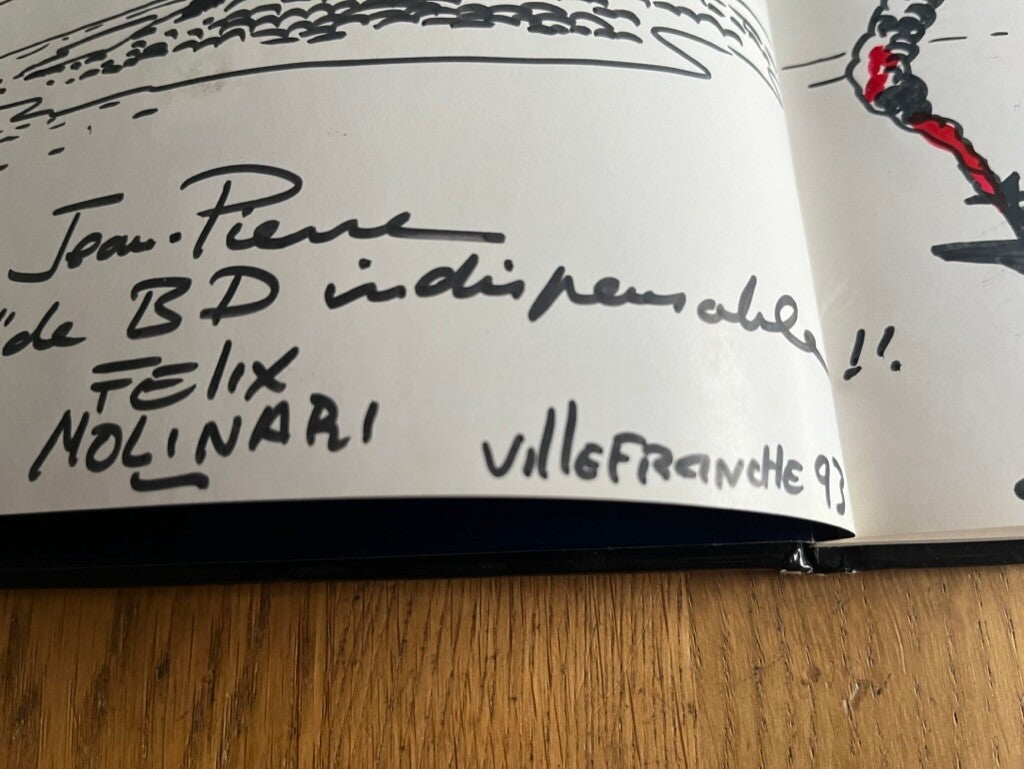 Jean-Pierre
"de BD indispensable !!
FElIX
MOLINARI
VIllEFRANCHE 93